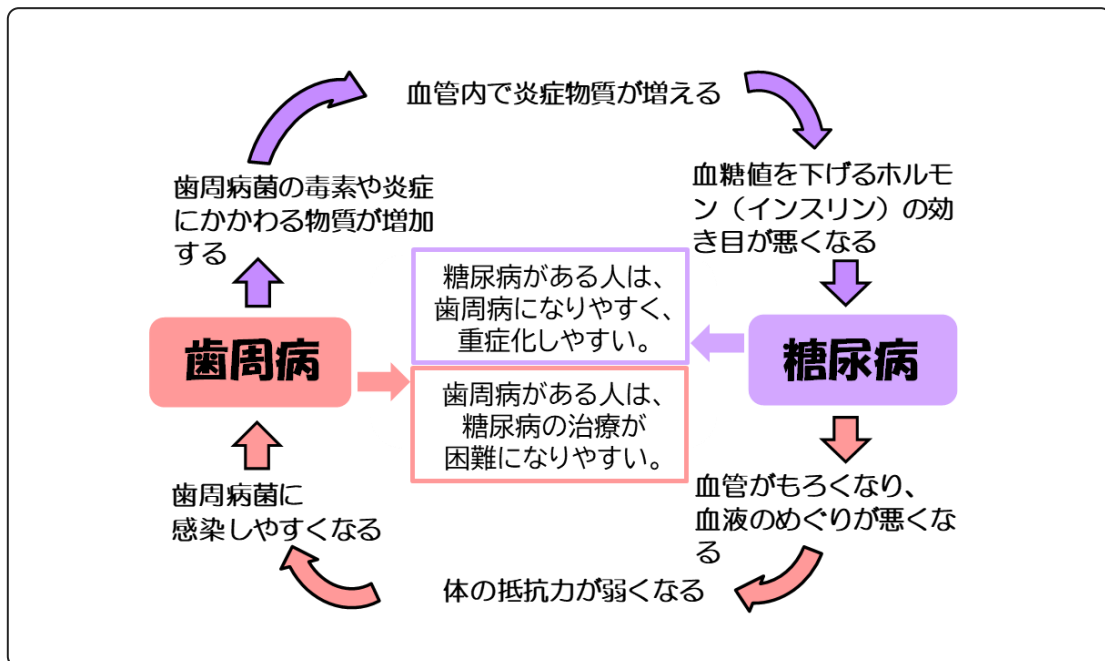 血管内で炎症物質が増える
歯周病菌の毒素や炎症
にかかわる物質が増加
する
血糖値を下げるホルモ
ン（インスリン）の効
き目が悪くなる
糖尿病がある人は、
歯周病になりやすく、
重症化しやすい。
歯周病
糖尿病
歯周病がある人は、
糖尿病の治療が
困難になりやすい。
歯周病菌に
感染しやすくなる
血管がもろくなり、
血液のめぐりが悪くな
る
体の抵抗力が弱くなる